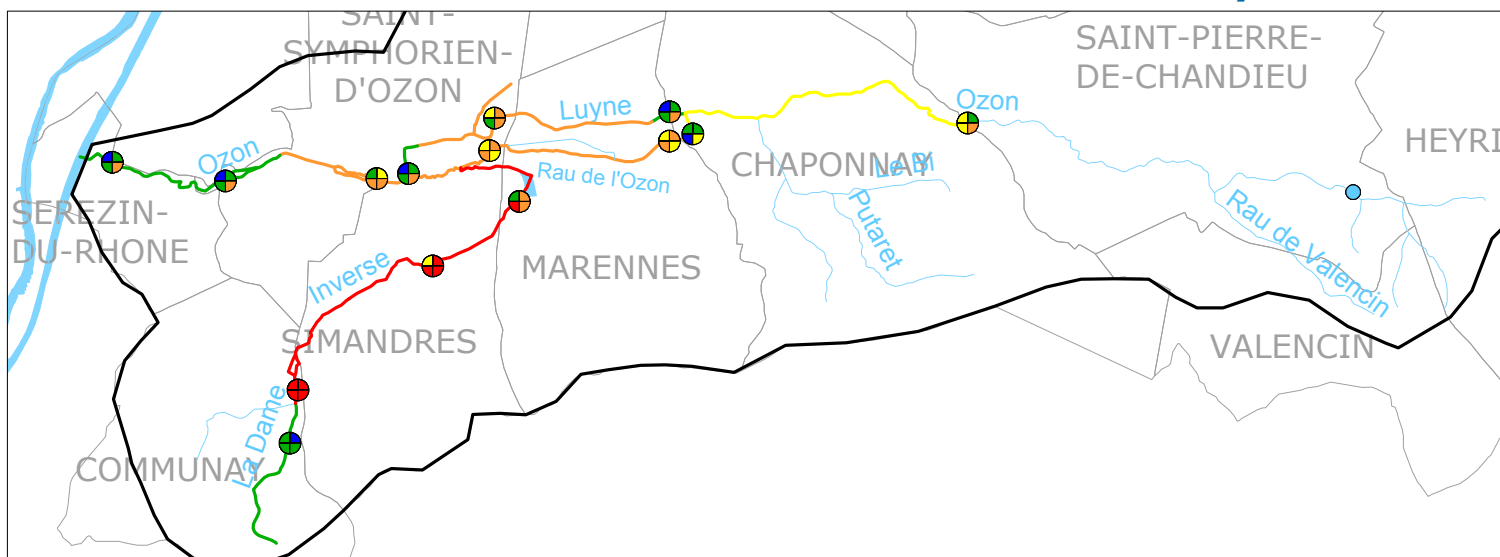 SAINT-
SYMPHORIEN-
D'OZON
SAINT-PIERRE-
DE-CHANDIEU
Luyne
Ozon
HEYRI
Ozon
CHAPONNAY
Le Bi
Rau de l'Ozon
SEREZIN-
DU-RHONE
Putaret
Rau de Valencin
Inverse
MARENNES
SIMANDRES
VALENCIN
La Dame
COMMUNAY